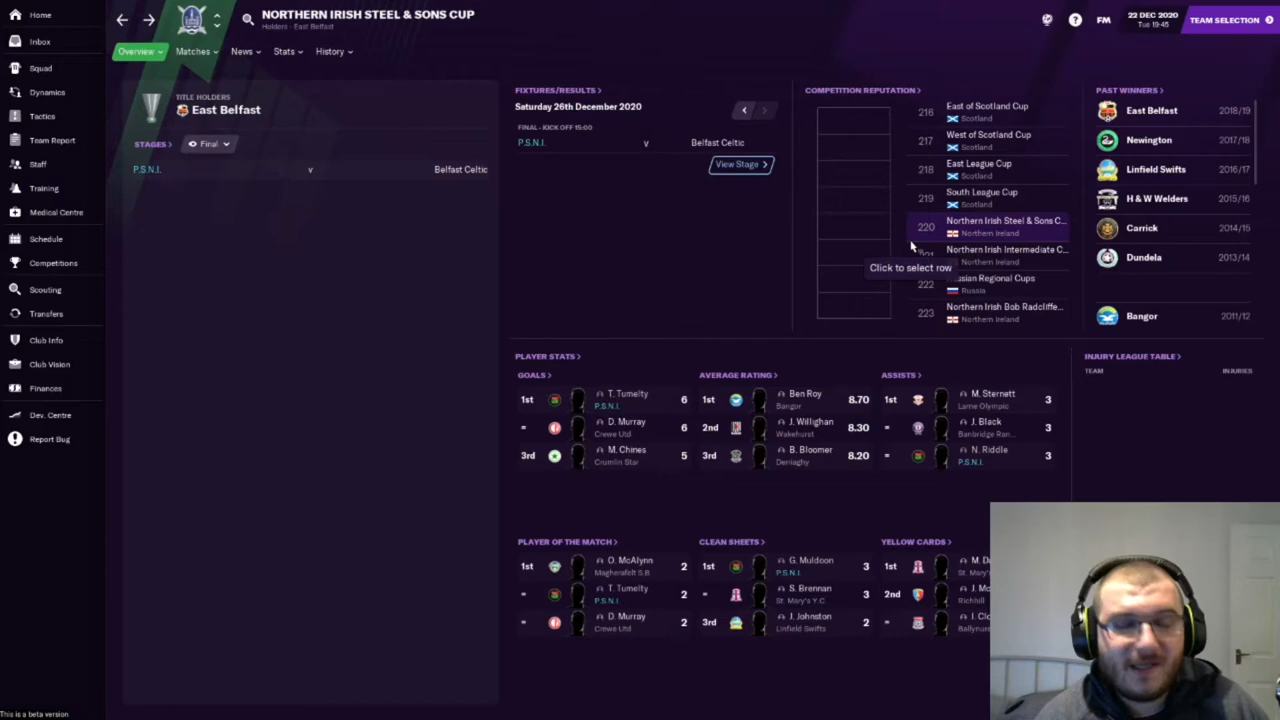 Home
Inbox
Squad
Dynamics
Tactics
Team Report
Staff
Training
Medical Centre
Schedule
Competitions
Scouting
Transfers
Club Info
Club Vision
Finances
Dev. Centre
Report Bug
This is a beta version
NORTHERN IRISH STEEL & SONS CUP
Holders - East Belfast
FM
22 DEC 2020
Tue 19:45
TEAM SELECTION
Overview
Matches
News
Stats
History
TITLE HOLDERS
East Belfast
STAGES >
Final
P.S.N.I. v Belfast Celtic
FIXTURES/RESULTS >
Saturday 26th December 2020
FINAL - KICK OFF 15:00
P.S.N.I. v Belfast Celtic
View Stage >
COMPETITION REPUTATION >
216 East of Scotland Cup
Scotland
217 West of Scotland Cup
Scotland
218 East League Cup
Scotland
219 South League Cup
Scotland
220 Northern Irish Steel & Sons C...
Northern Ireland
Northern Irish Intermediate C...
Northern Ireland
Click to select row
222 Regional Cups
Russia
223 Northern Irish Bob Radcliffe...
Northern Ireland
PAST WINNERS >
East Belfast 2018/19
Newington 2017/18
Linfield Swifts 2016/17
H & W Welders 2015/16
Carrick 2014/15
Dundela 2013/14
Bangor 2011/12
PLAYER STATS >
GOALS >
1st T. Tumelty 6
P.S.N.I.
= D. Murray 6
Crewe Utd
3rd M. Chines 5
Crumlin Star
AVERAGE RATING >
1st Ben Roy 8.70
Bangor
2nd J. Willighan 8.30
Wakehurst
3rd B. Bloomer 8.20
Derriaghy
ASSISTS >
1st M. Sternett 3
Larne Olympic
= J. Black 3
Banbridge Ran...
= N. Riddle 3
P.S.N.I.
INJURY LEAGUE TABLE >
TEAM INJURIES
PLAYER OF THE MATCH >
1st O. McAlynn 2
Magherafelt S.B
= T. Tumelty 2
P.S.N.I.
= D. Murray 2
Crewe Utd
CLEAN SHEETS >
1st G. Muldoon 3
P.S.N.I.
= S. Brennan 3
St. Mary's Y.C.
3rd J. Johnston 2
Linfield Swifts
YELLOW CARDS >
1st M. D
St. Mary's
2nd J. M
Richhill
= I. Clo
Ballynure